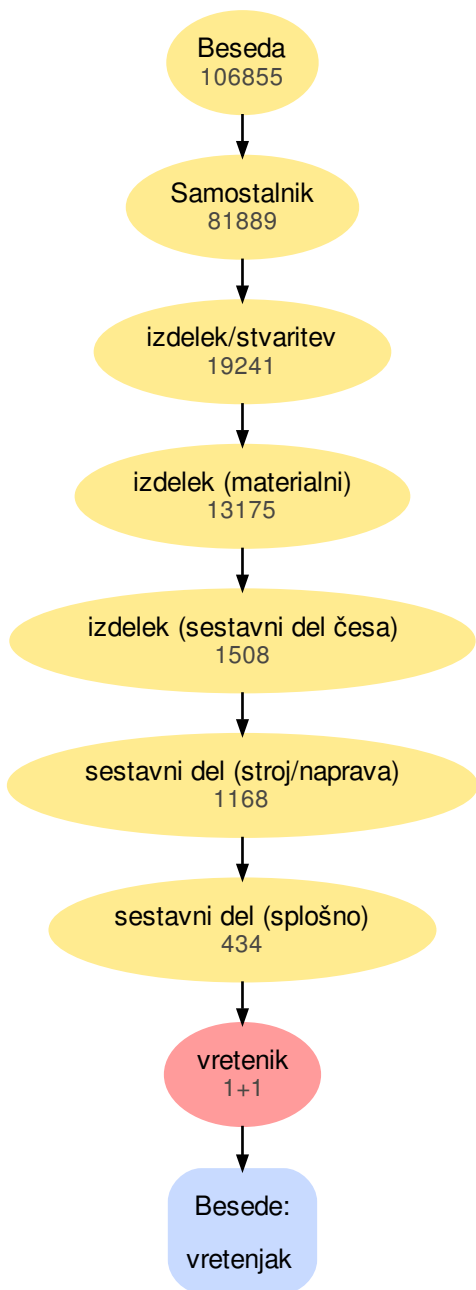 Beseda
106855
Samostalnik
81889
izdelek/stvaritev
19241
izdelek (materialni)
13175
izdelek (sestavni del česa)
1508
sestavni del (stroj/naprava)
1168
sestavni del (splošno)
434
vretenik
1+1
Besede:
vretenjak